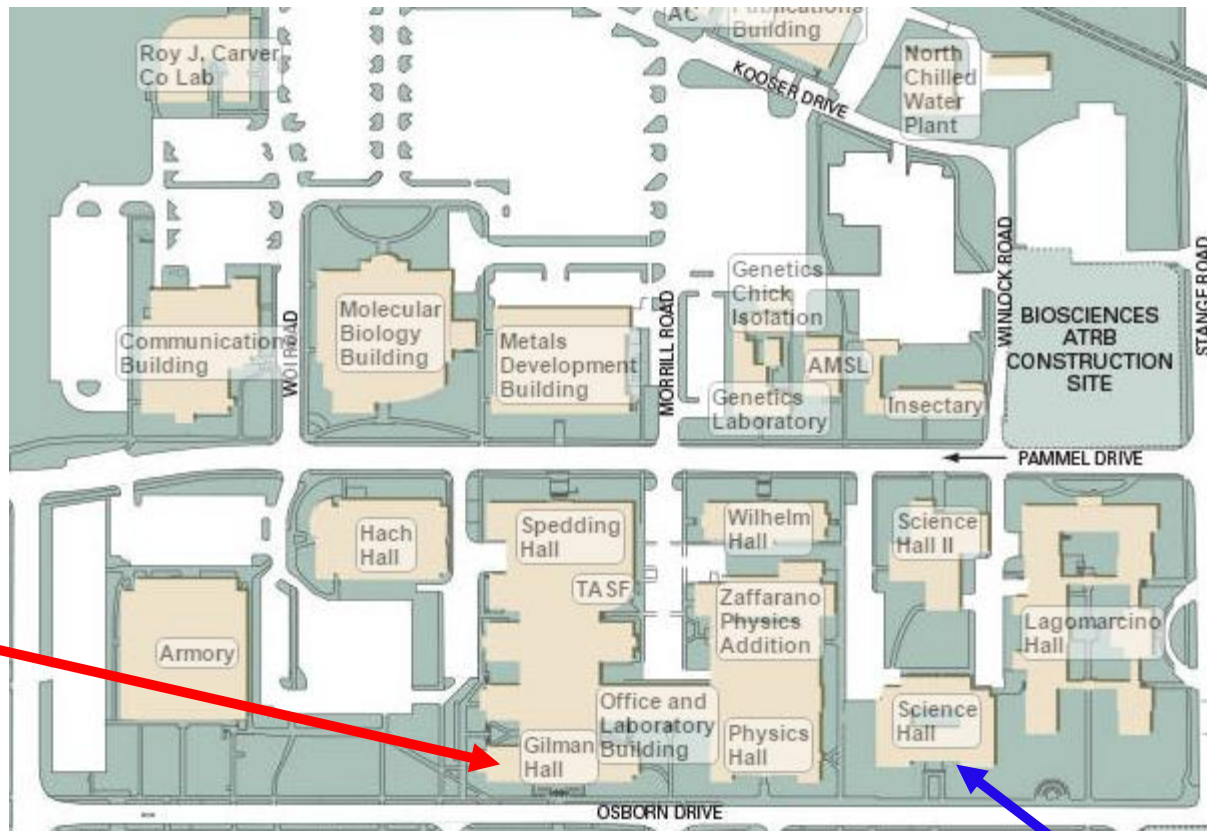 AC
Publications
Building
Roy J. Carver
Co Lab
KOOSER DRIVE
North
Chilled
Water
Plant
WINLOCK ROAD
STANGE ROAD
Genetics
Chick
Isolation
BIOSCIENCES
ATRB
CONSTRUCTION
SITE
Communication
Building
WOI ROAD
Molecular
Biology
Building
Metals
Development
Building
MORRILL ROAD
AMSL
Genetics
Laboratory
Insectary
PAMMEL DRIVE
Hach
Hall
Spedding
Hall
Wilhelm
Hall
Science
Hall II
TASF
Zaffarano
Physics
Addition
Lagomarcino
Hall
Armory
Office and
Laboratory
Building
Gilman
Hall
Physics
Hall
Science
Hall
OSBORN DRIVE